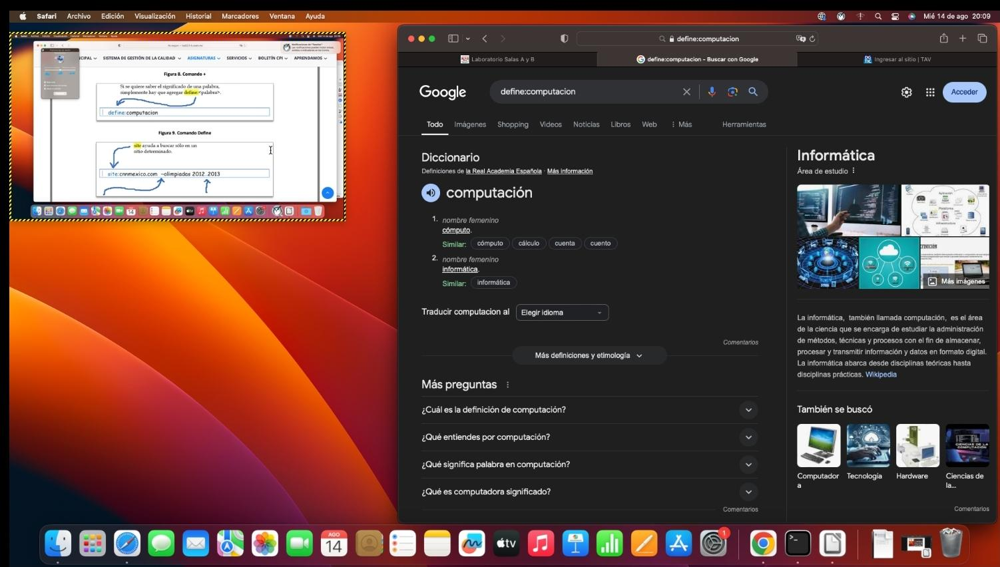 Safari Archivo Edición Visualización Historial Marcadores Ventana Ayuda
Mié 14 de ago 20:09
CIPAL SISTEMA DE GESTIÓN DE LA CALIDAD ASIGNATURAS SERVICIOS BOLETÍN CPI APRENDAMOS
Figura 8. Comando +
Si se quiere saber el significado de una palabra,
simplemente hay que agregar define:<palabra>.
define:computacion
Figura 9. Comando Define
site ayuda a buscar sólo en un
sitio determinado.
site:cnnmexico.com ~olimpiadas 2012..2013
define:computacion
Laboratorio Salas A y B
define:computacion - Buscar con Google
Ingresar al sitio | TAV
Google
define:computacion
Acceder
Todo Imágenes Shopping Videos Noticias Libros Web Más Herramientas
Diccionario
Definiciones de la Real Academia Española · Más información
computación
1. nombre femenino
cómputo.
Similar: cómputo cálculo cuenta cuento
2. nombre femenino
informática.
Similar: informática
Traducir computacion al Elegir idioma
Comentarios
Más definiciones y etimología
Más preguntas
¿Cuál es la definición de computación?
¿Qué entiendes por computación?
¿Qué significa palabra en computación?
¿Qué es computadora significado?
Comentarios
Informática
Área de estudio
Más imágenes
La informática, también llamada computación, es el área
de la ciencia que se encarga de estudiar la administración
de métodos, técnicas y procesos con el fin de almacenar,
procesar y transmitir información y datos en formato digital.
La informática abarca desde disciplinas teóricas hasta
disciplinas prácticas. Wikipedia
También se buscó
CIENCIAS DE LA
COMPUTACIÓN
Computador
a
Tecnología
Hardware
Ciencias de
la...
Comentarios
AGO
14
tv
1